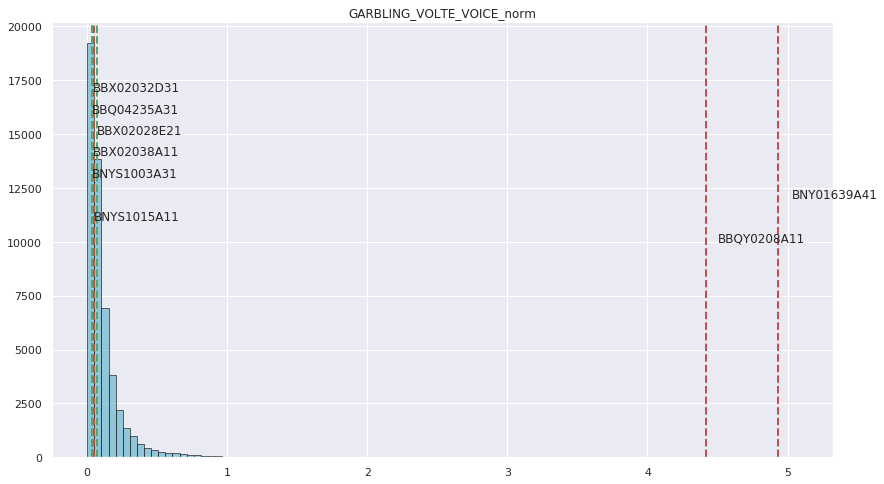 GARBLING_VOLTE_VOICE_norm
20000
17500
15000
12500
10000
7500
5000
2500
0
BBX02032D31
BBQ04235A31
BBX02028E21
BBX02038A11
BNYS1003A31
BNY01639A41
BNYS1015A11
BBQY0208A11
0 1 2 3 4 5